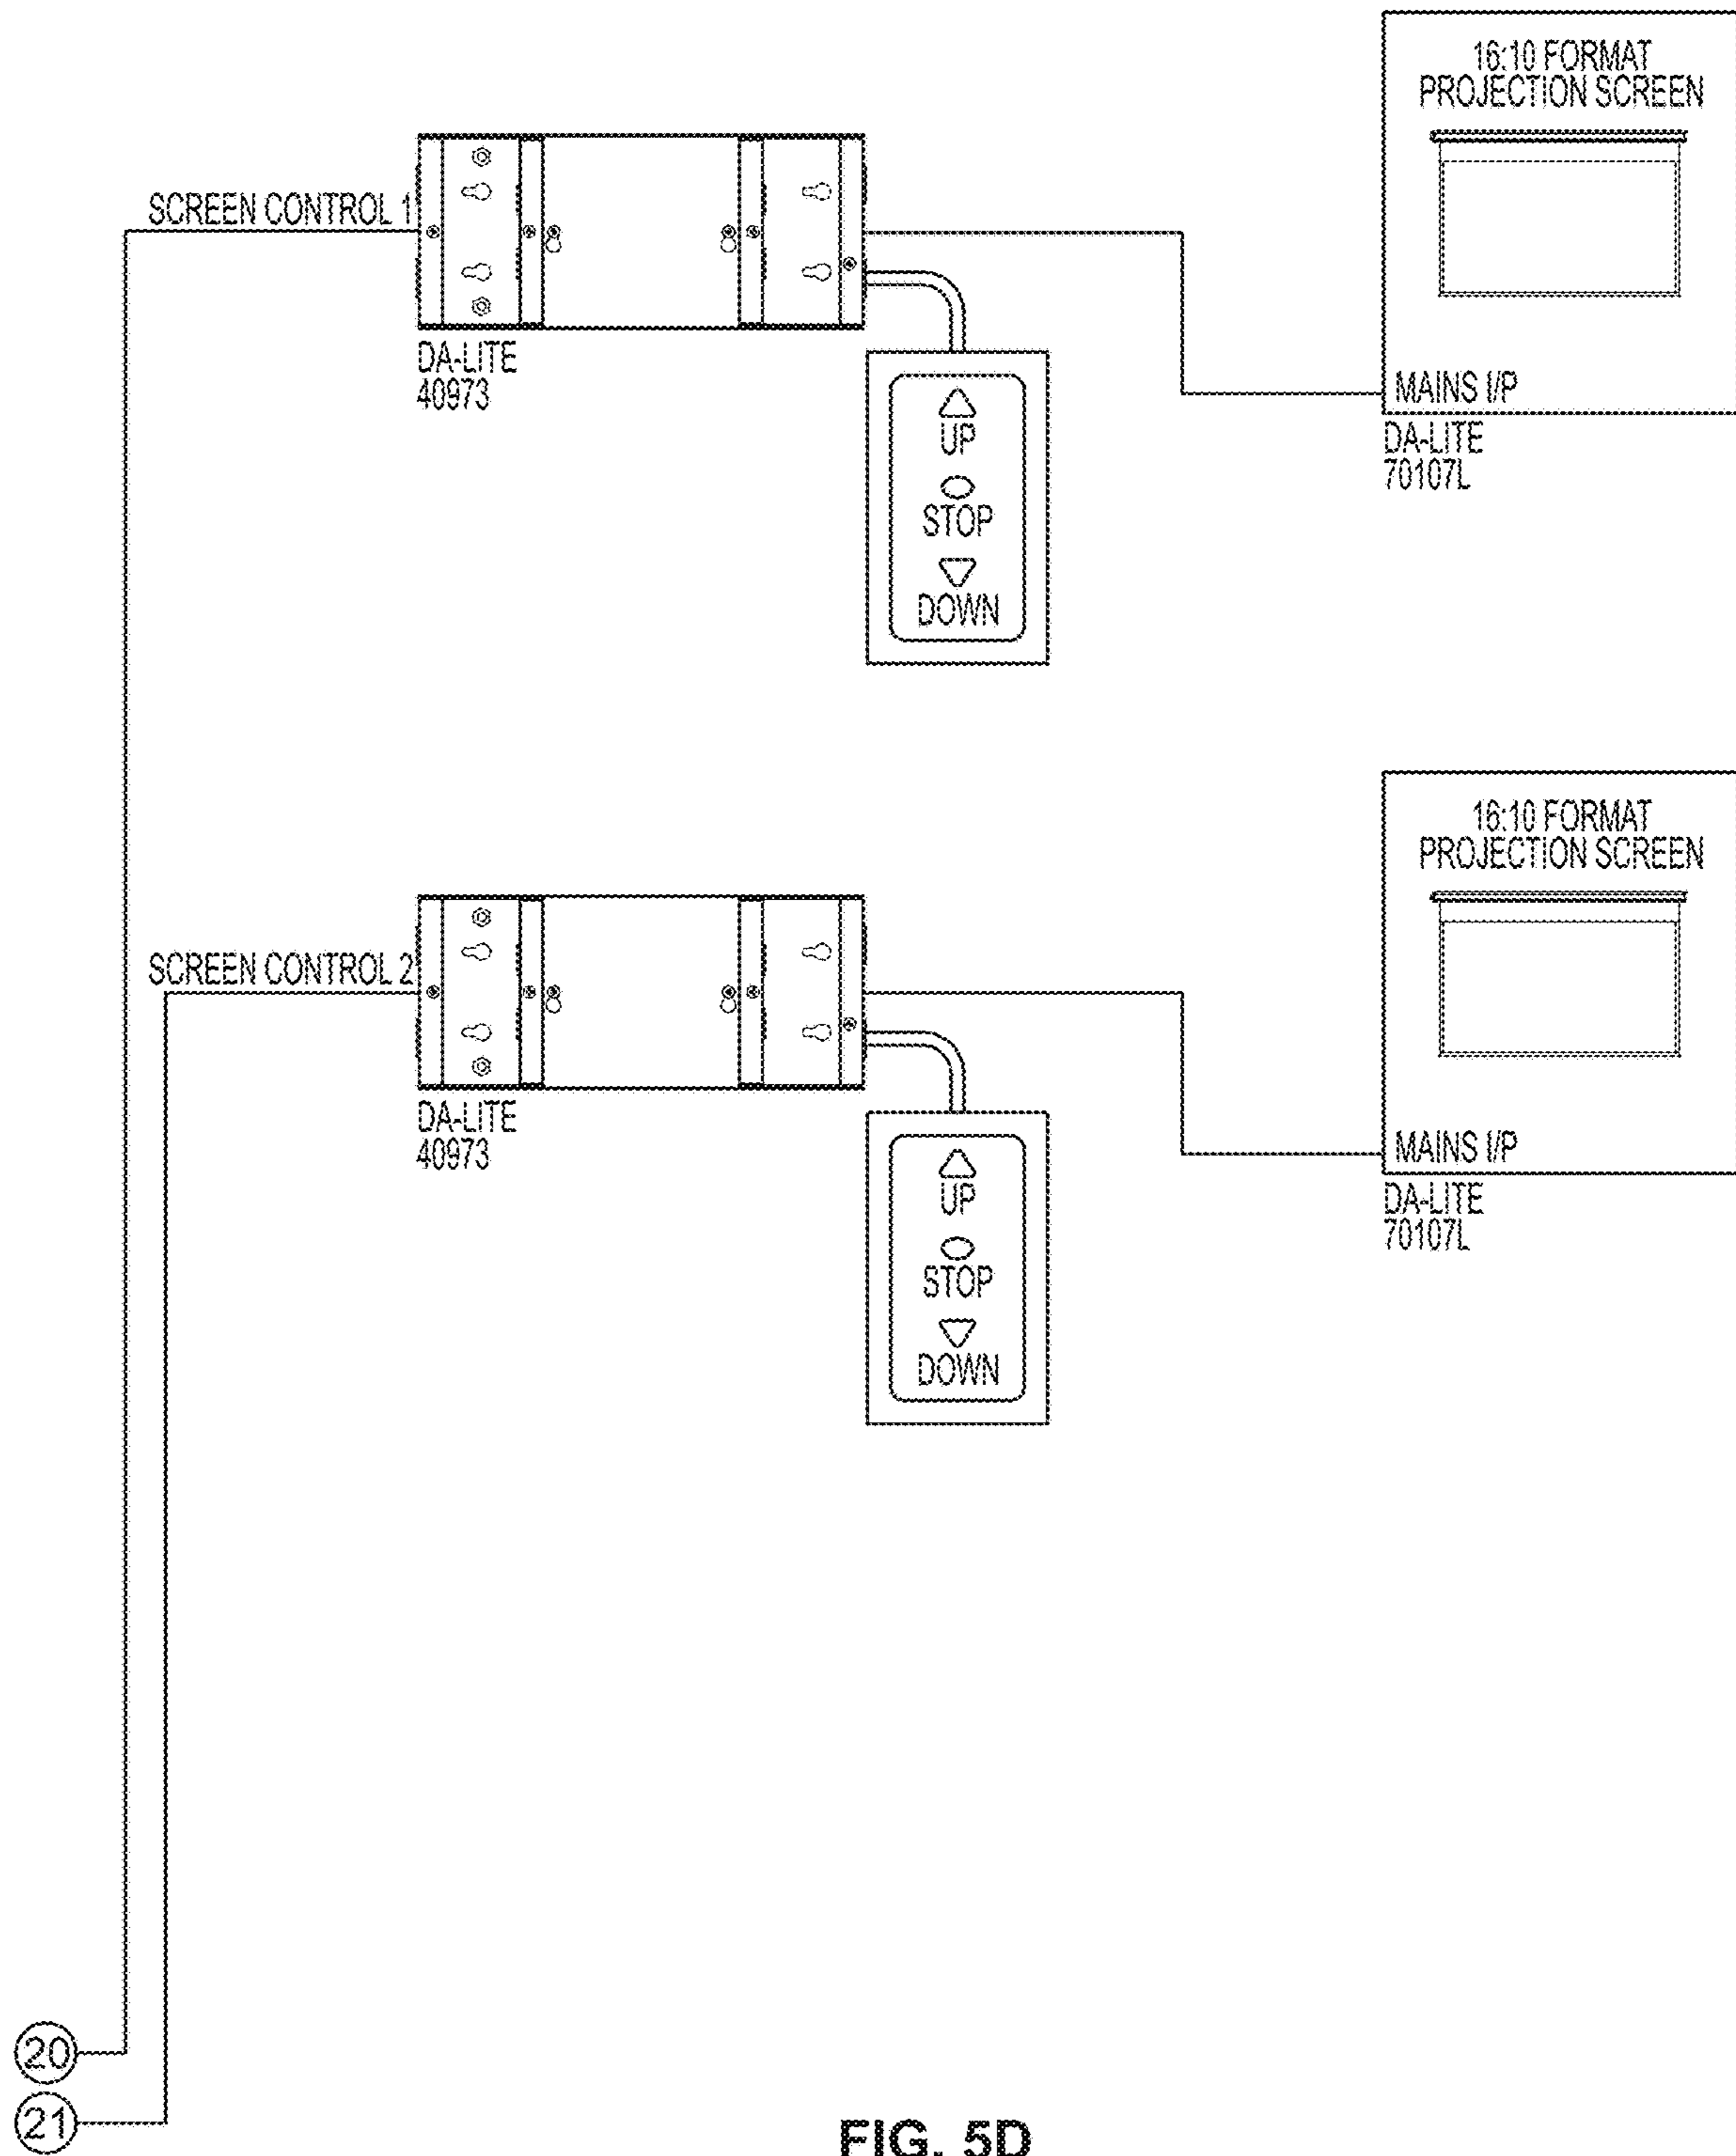 16:10 FORMAT
PROJECTION SCREEN
SCREEN CONTROL 1
DA-LITE
40973
MAINS I/P
DA-LITE
70107L
UP
STOP
DOWN
16:10 FORMAT
PROJECTION SCREEN
SCREEN CONTROL 2
DA-LITE
40973
MAINS I/P
DA-LITE
70107L
UP
STOP
DOWN
20
21
FIG. 5D